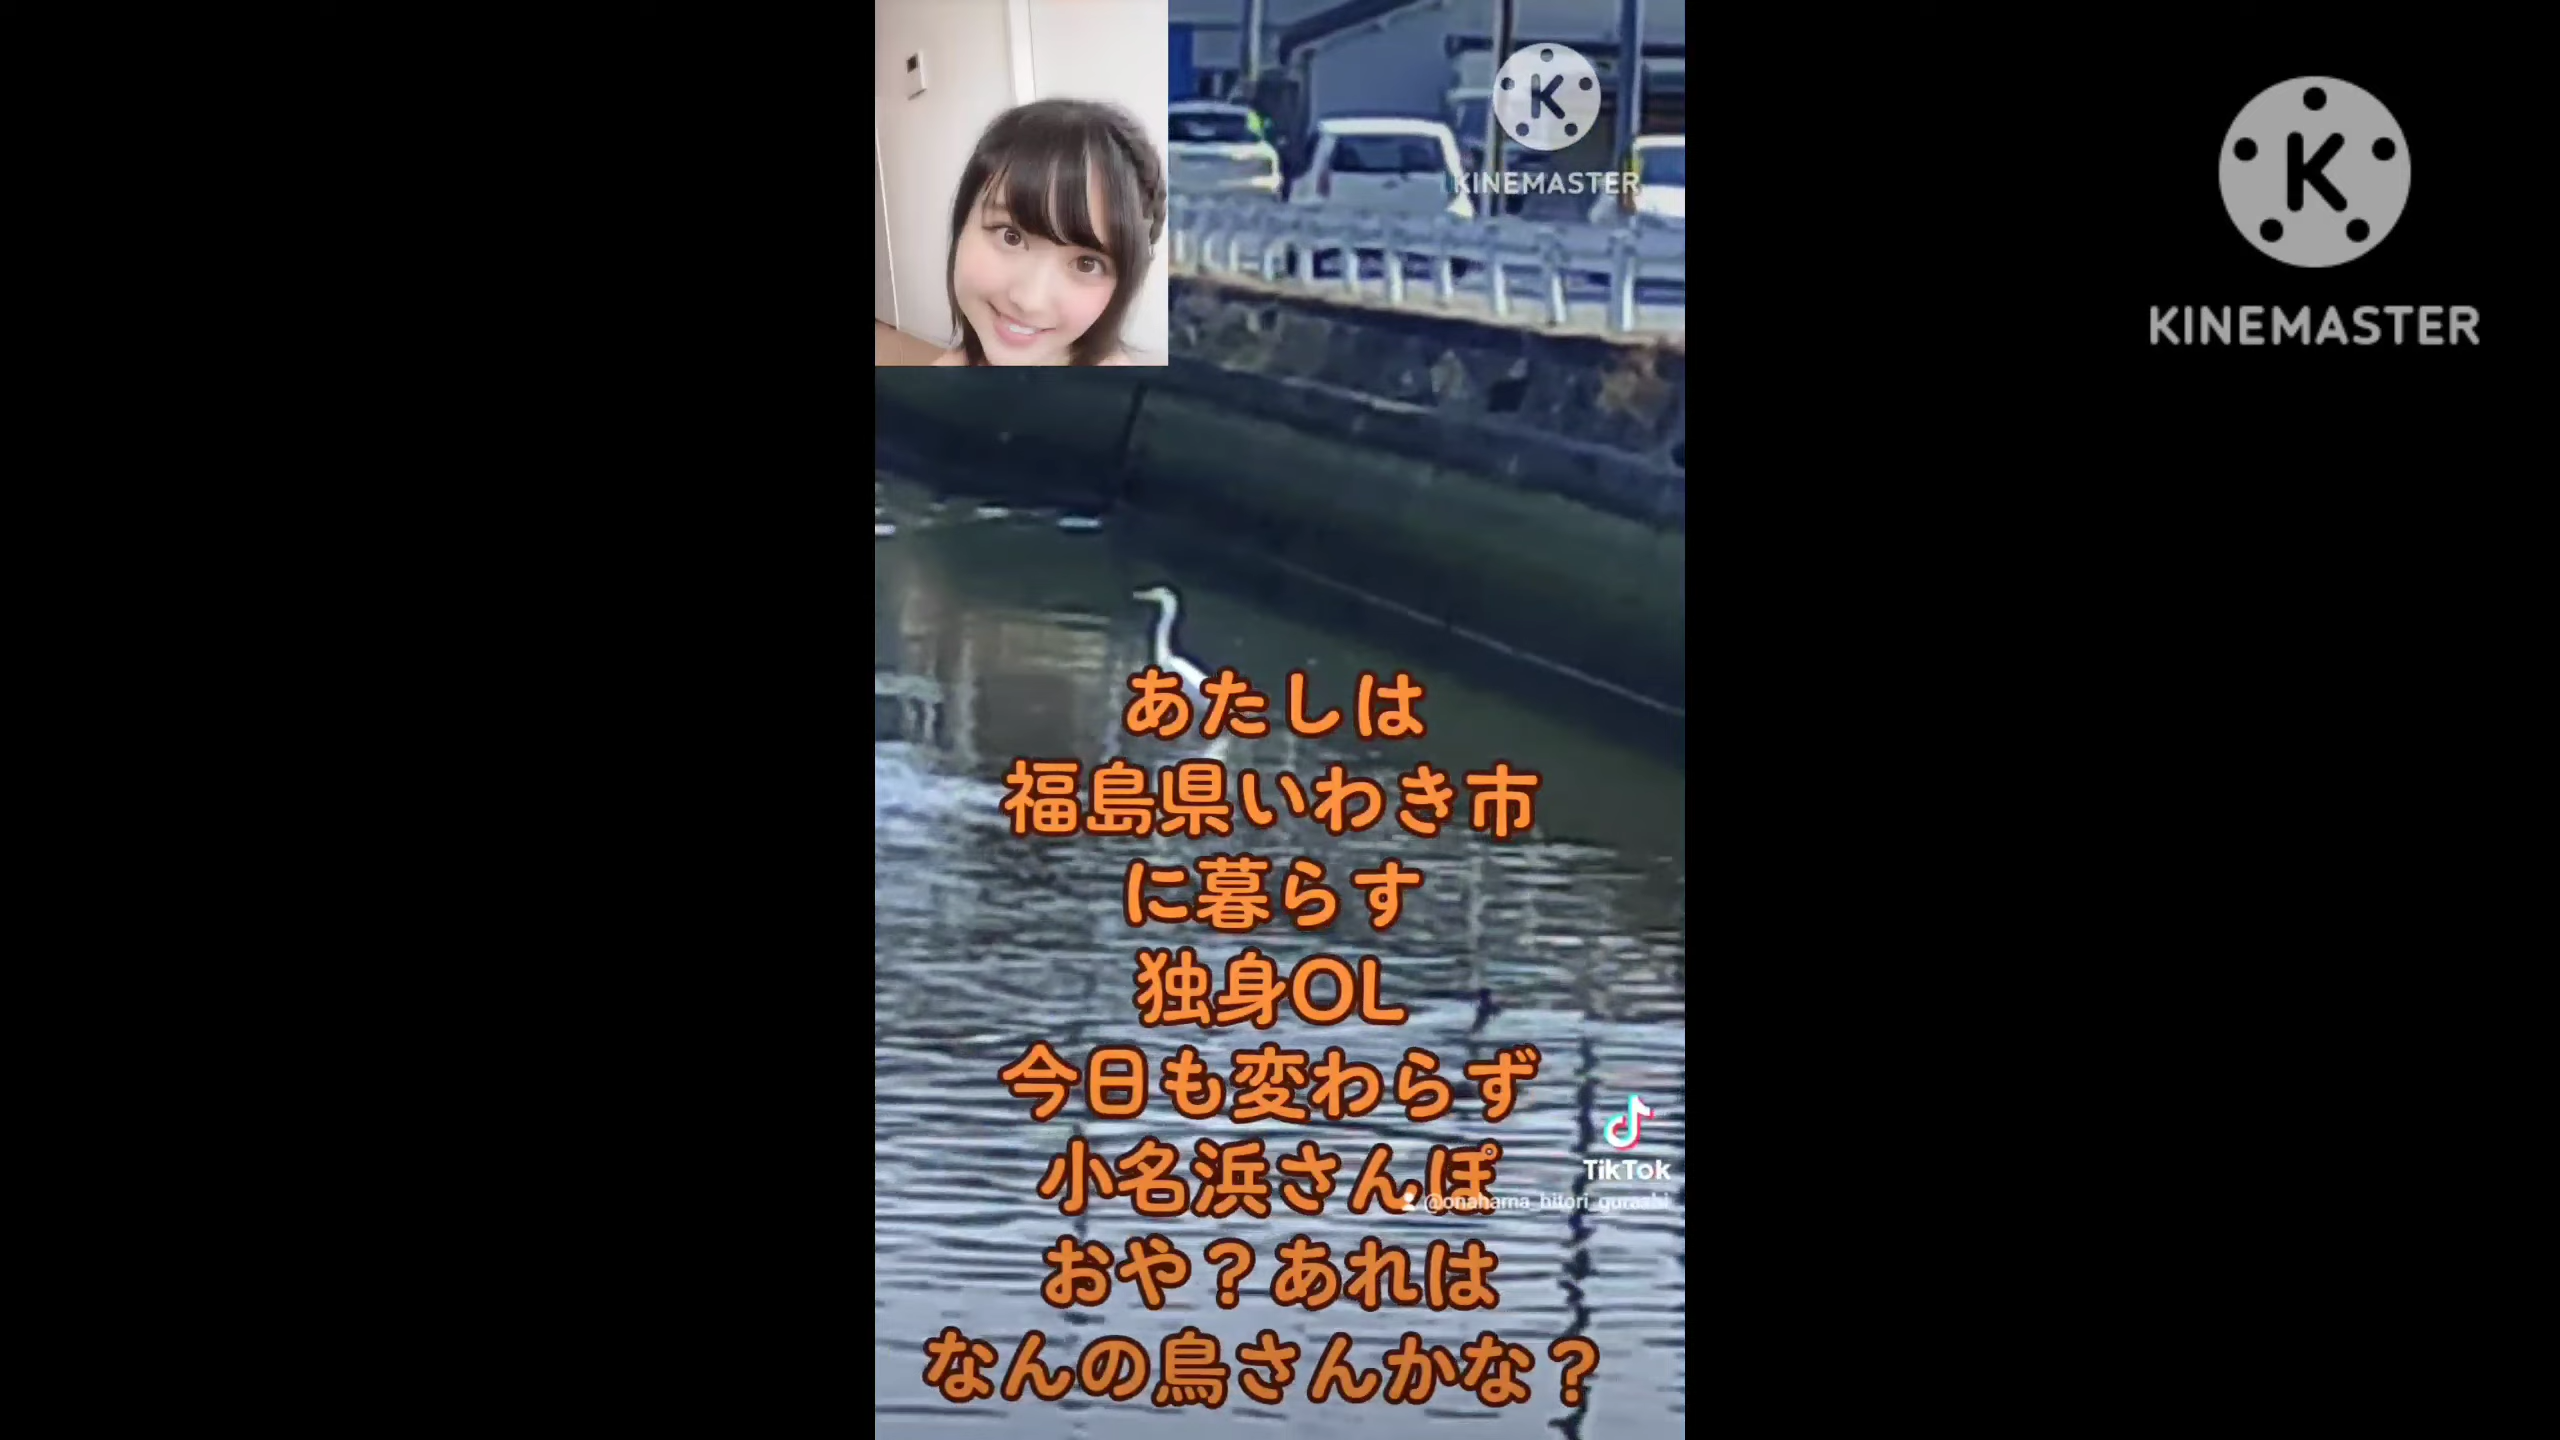 KINEMASTER
KINEMASTER
あたしは
福島県いわき市
に暮らす
独身OL
今日も変わらず
小名浜さんぽ
TikTok
@onahama_hitori_gurashi
おや？あれは
なんの鳥さんかな？